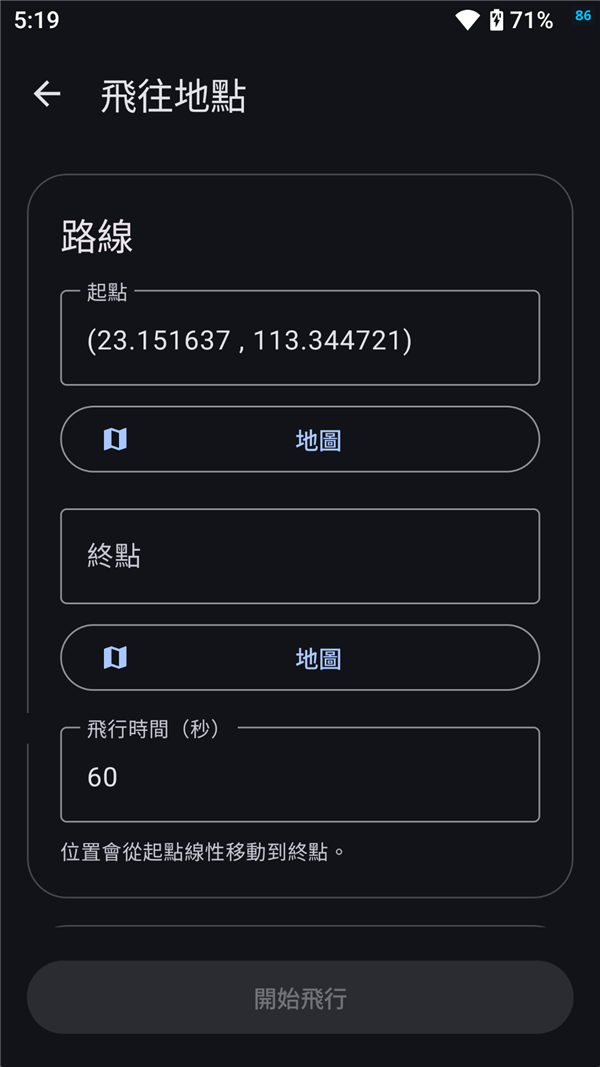 5:19 71% 86
飛往地點
路線
起點
(23.151637 , 113.344721)
地圖
終點
地圖
飛行時間（秒）
60
位置會從起點線性移動到終點。
開始飛行